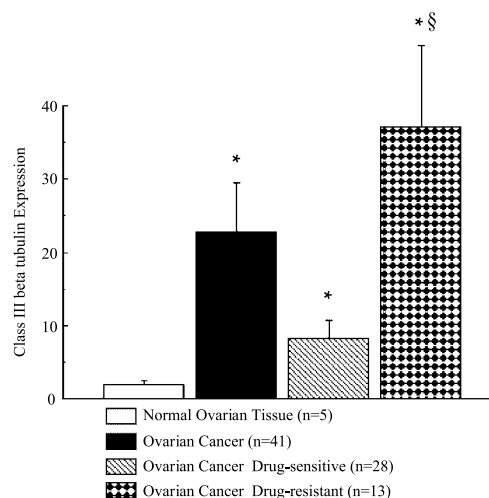 * §
40
*
30
Class III beta tubulin Expression
20
*
10
0
Normal Ovarian Tissue (n=5)
Ovarian Cancer (n=41)
Ovarian Cancer Drug-sensitive (n=28)
Ovarian Cancer Drug-resistant (n=13)